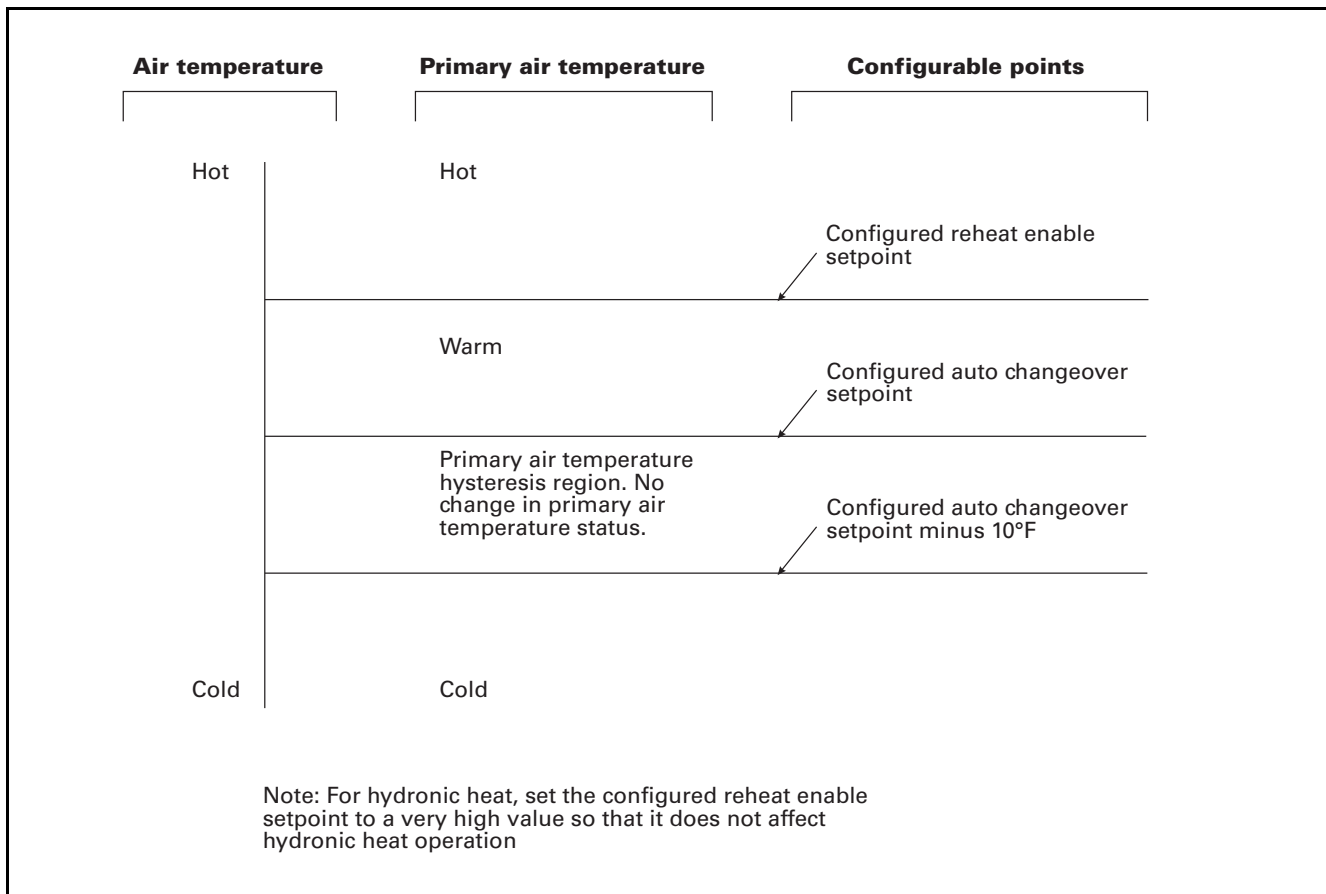 Air temperature
Primary air temperature
Configurable points
Hot
Hot
Configured reheat enable
setpoint
Warm
Configured auto changeover
setpoint
Primary air temperature
hysteresis region. No
change in primary air
temperature status.
Configured auto changeover
setpoint minus 10°F
Cold
Cold
Note: For hydronic heat, set the configured reheat enable
setpoint to a very high value so that it does not affect
hydronic heat operation